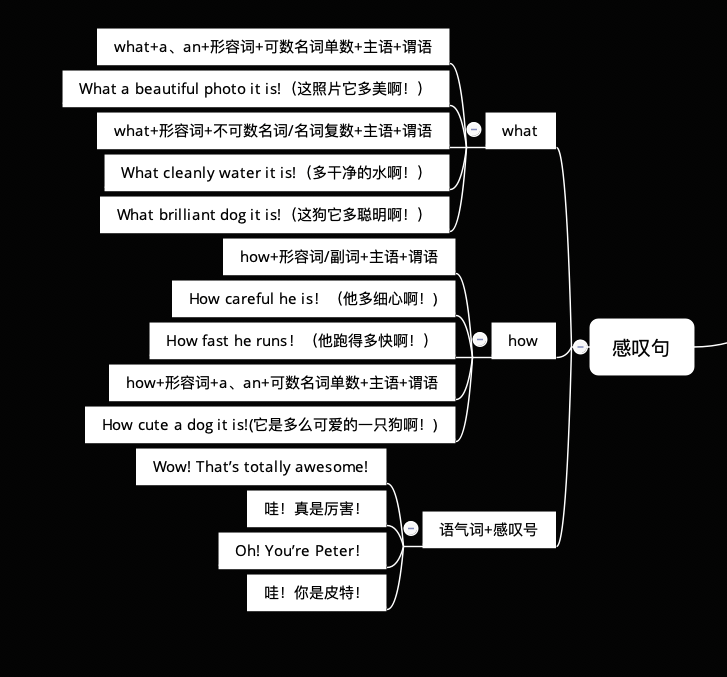 感叹句
what
what+a、an+形容词+可数名词单数+主语+谓语
What a beautiful photo it is!（这照片它多美啊！）
what+形容词+不可数名词/名词复数+主语+谓语
What cleanly water it is!（多干净的水啊！）
What brilliant dog it is!（这狗它多聪明啊！）
how
how+形容词/副词+主语+谓语
How careful he is！（他多细心啊！)
How fast he runs！（他跑得多快啊！）
how+形容词+a、an+可数名词单数+主语+谓语
How cute a dog it is!(它是多么可爱的一只狗啊！)
语气词+感叹号
Wow! That’s totally awesome!
哇！真是厉害！
Oh! You’re Peter！
哇！你是皮特！